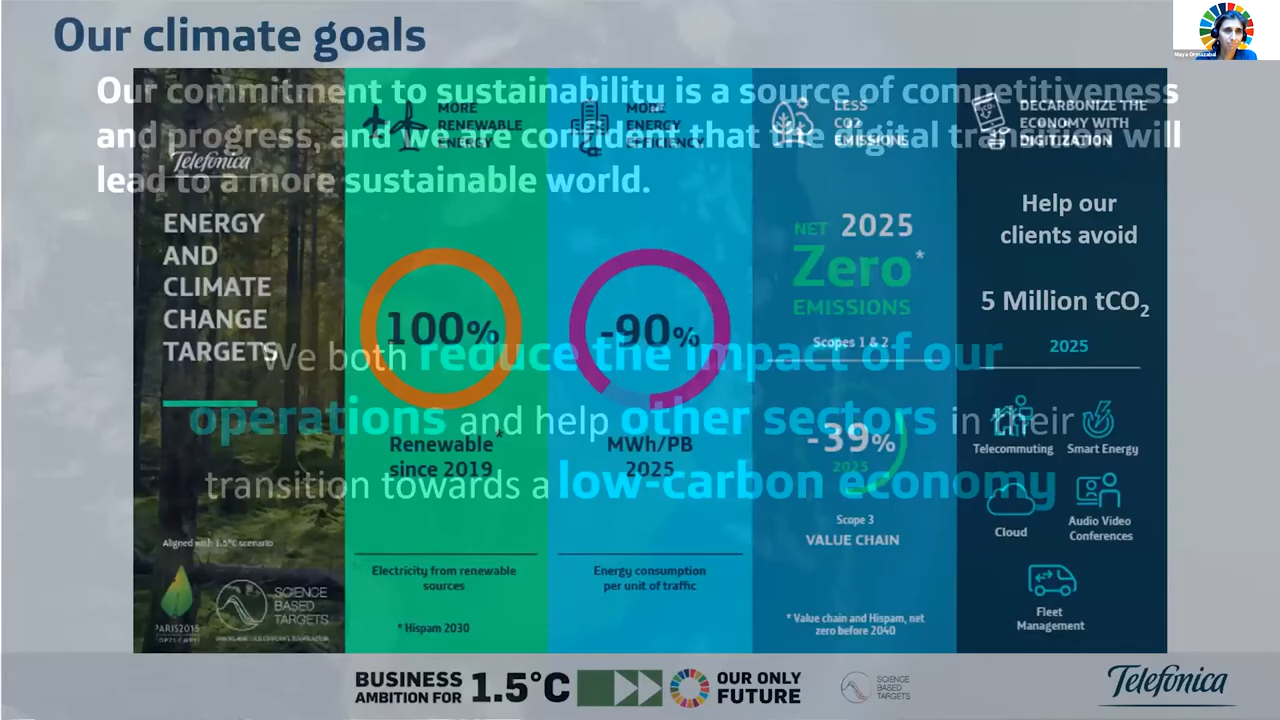 Our climate goals
Maya Ormazabal
Our commitment to sustainability is a source of competitiveness
and progress, and we are confident that the digital transition will
lead to a more sustainable world.
We both reduce the impact of our
operations and help other sectors in their
transition towards a low-carbon economy
Telefónica
ENERGY
AND
CLIMATE
CHANGE
TARGETS
Aligned with 1.5°C scenario
PARIS2015
SCIENCE
BASED
TARGETS
MORE
RENEWABLE
ENERGY
100%
Renewable*
since 2019
Electricity from renewable
sources
* Hispam 2030
MORE
ENERGY
EFFICIENCY
-90%
MWh/PB
2025
Energy consumption
per unit of traffic
LESS
CO2
EMISSIONS
NET 2025
Zero*
EMISSIONS
Scopes 1 & 2
-39%
2025
Scope 3
VALUE CHAIN
* Value chain and Hispam, net
zero before 2040
DECARBONIZE THE
ECONOMY WITH
DIGITIZATION
Help our
clients avoid
5 Million tCO₂
2025
Telecommuting
Smart Energy
Cloud
Audio Video
Conferences
Fleet
Management
BUSINESS
AMBITION FOR 1.5°C
OUR ONLY
FUTURE
SCIENCE
BASED
TARGETS
Telefónica